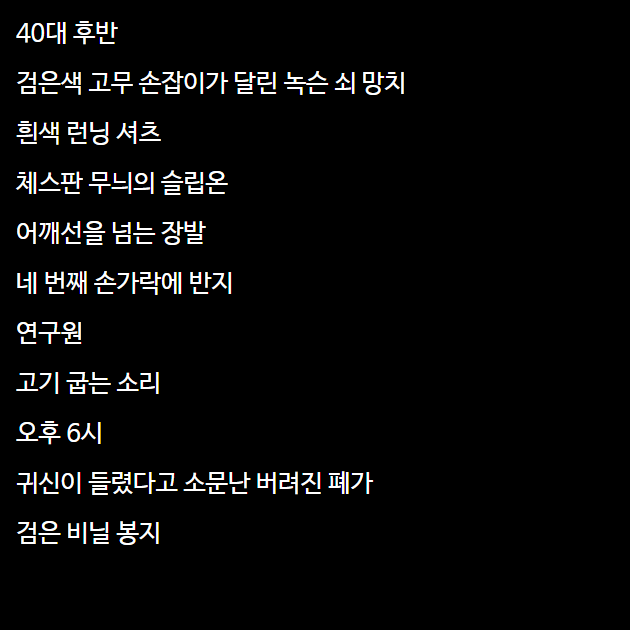 40대 후반
검은색 고무 손잡이가 달린 녹슨 쇠 망치
흰색 런닝 셔츠
체스판 무늬의 슬립온
어깨선을 넘는 장발
네 번째 손가락에 반지
연구원
고기 굽는 소리
오후 6시
귀신이 들렸다고 소문난 버려진 폐가
검은 비닐 봉지